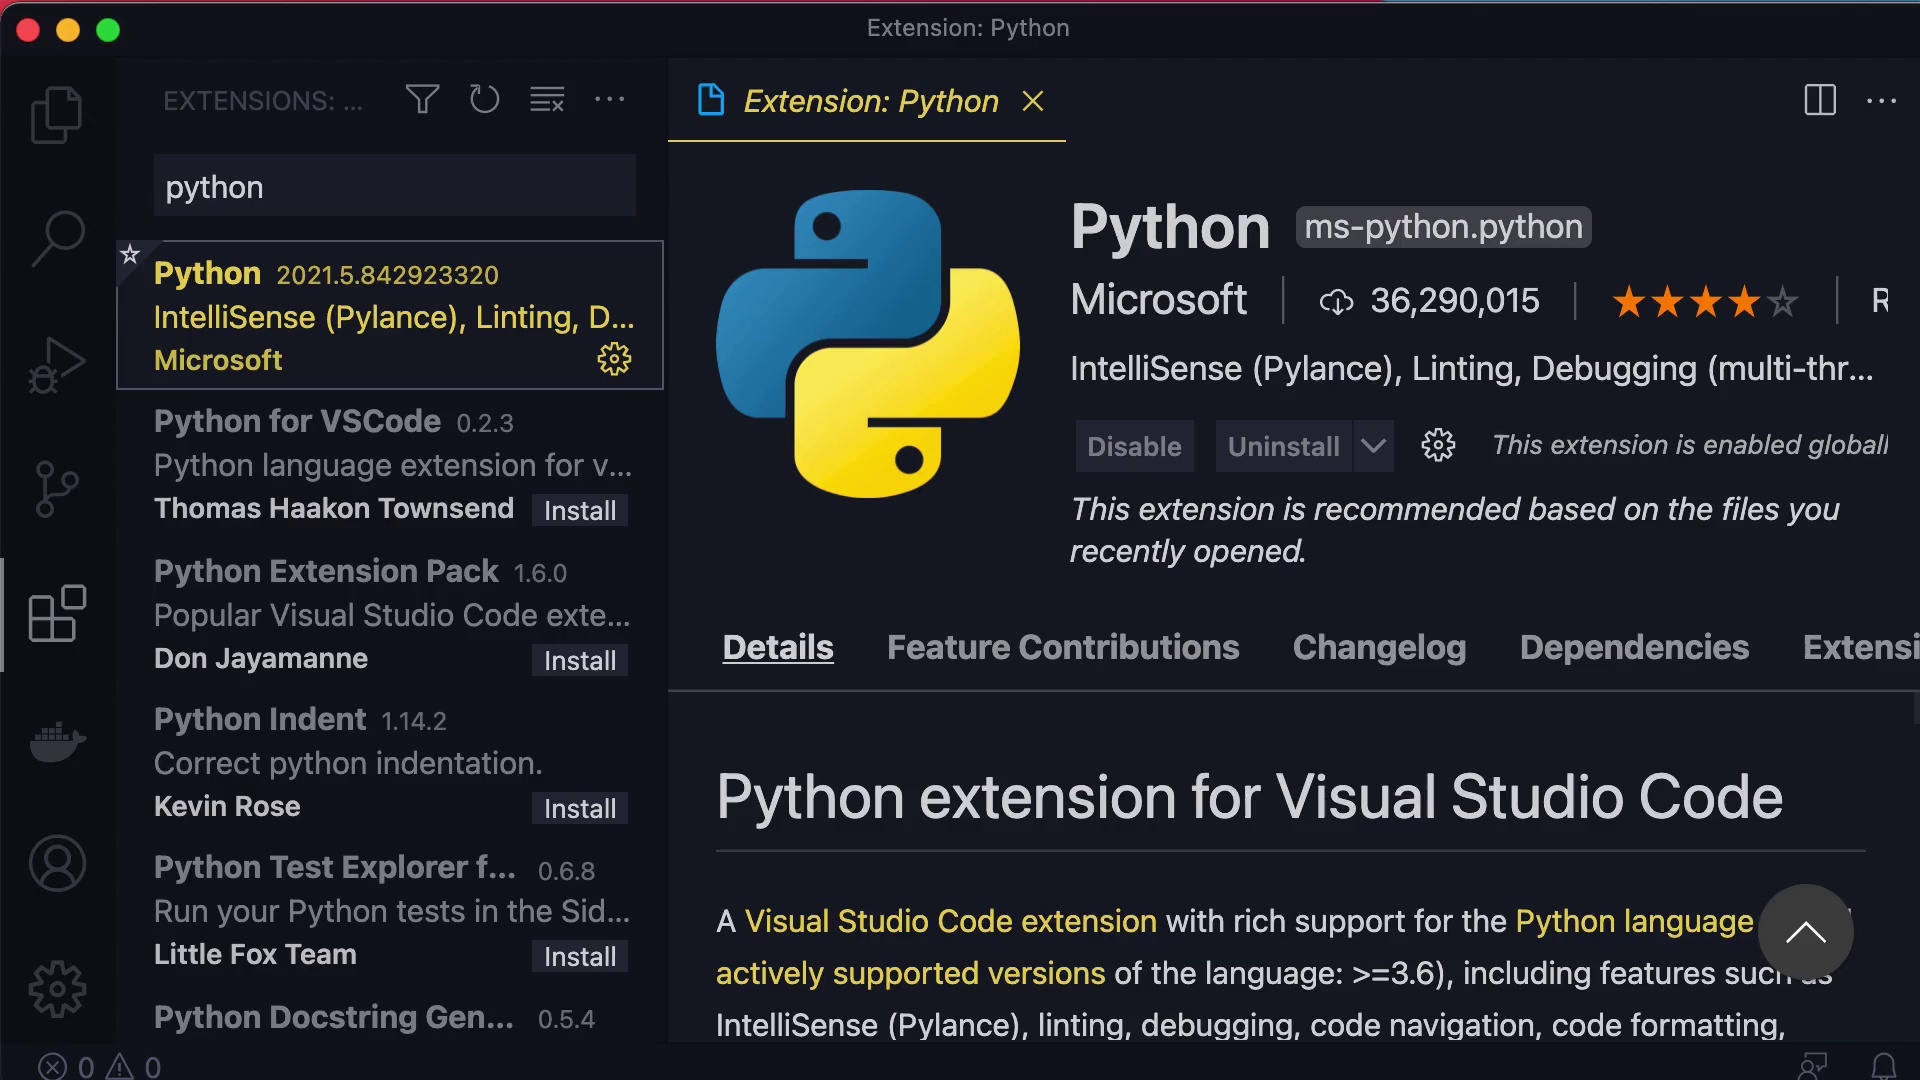 Extension: Python
EXTENSIONS: ...
python
Python 2021.5.842923320
IntelliSense (Pylance), Linting, D...
Microsoft
Python for VSCode 0.2.3
Python language extension for v...
Thomas Haakon Townsend Install
Python Extension Pack 1.6.0
Popular Visual Studio Code exte...
Don Jayamanne Install
Python Indent 1.14.2
Correct python indentation.
Kevin Rose Install
Python Test Explorer f... 0.6.8
Run your Python tests in the Sid...
Little Fox Team Install
Python Docstring Gen... 0.5.4
Extension: Python
Python ms-python.python
Microsoft 36,290,015 R
IntelliSense (Pylance), Linting, Debugging (multi-thr...
Disable Uninstall This extension is enabled globall
This extension is recommended based on the files you
recently opened.
Details Feature Contributions Changelog Dependencies Extensi
Python extension for Visual Studio Code
A Visual Studio Code extension with rich support for the Python language
actively supported versions of the language: >=3.6), including features such as
IntelliSense (Pylance), linting, debugging, code navigation, code formatting,
0 0